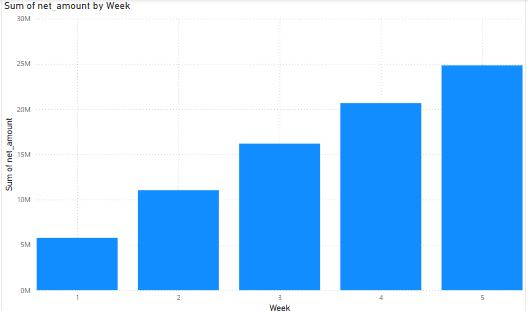 Sum of net_amount by Week
30M
25M
20M
15M
10M
5M
0M
Sum of net_amount
1 2 3 4 5
Week